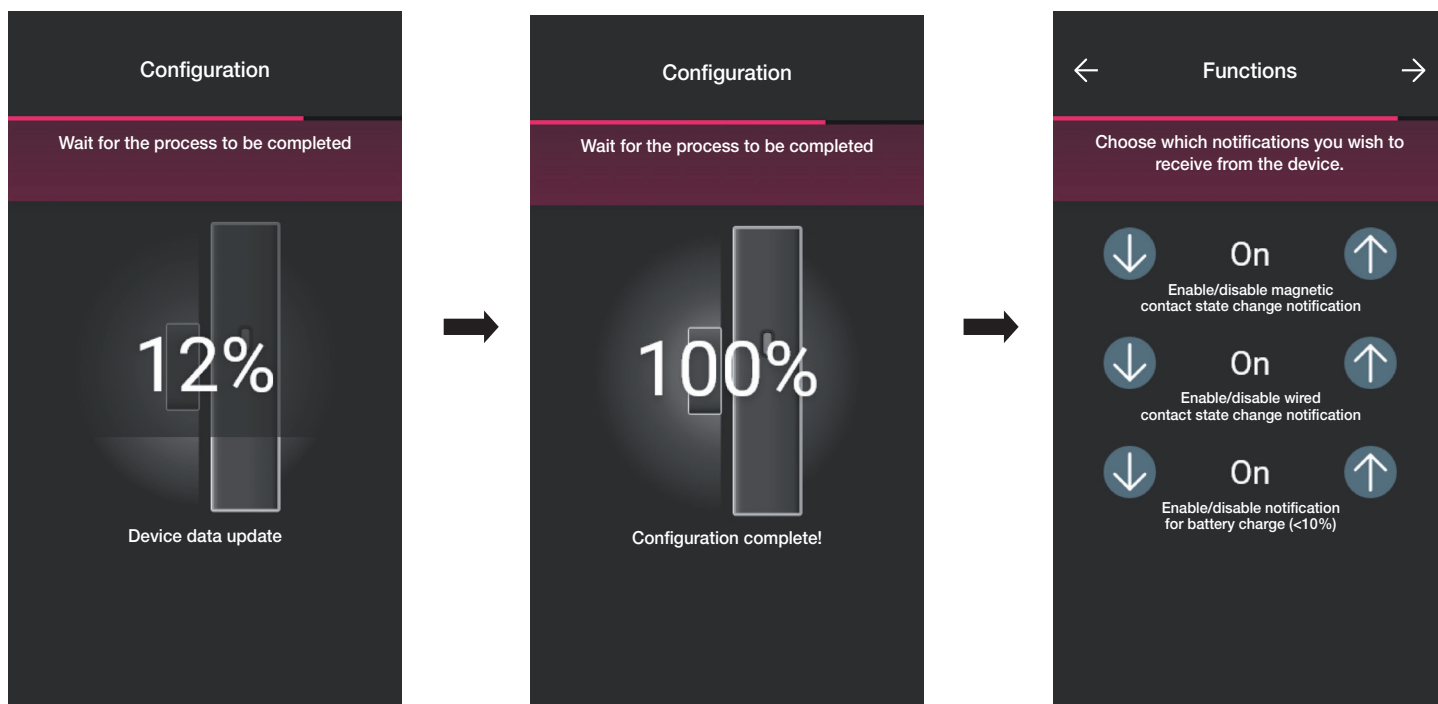 Configuration
Wait for the process to be completed
12%
Device data update
Configuration
Wait for the process to be completed
100%
Configuration complete!
Functions
Choose which notifications you wish to
receive from the device.
On
Enable/disable magnetic
contact state change notification
On
Enable/disable wired
contact state change notification
On
Enable/disable notification
for battery charge (<10%)